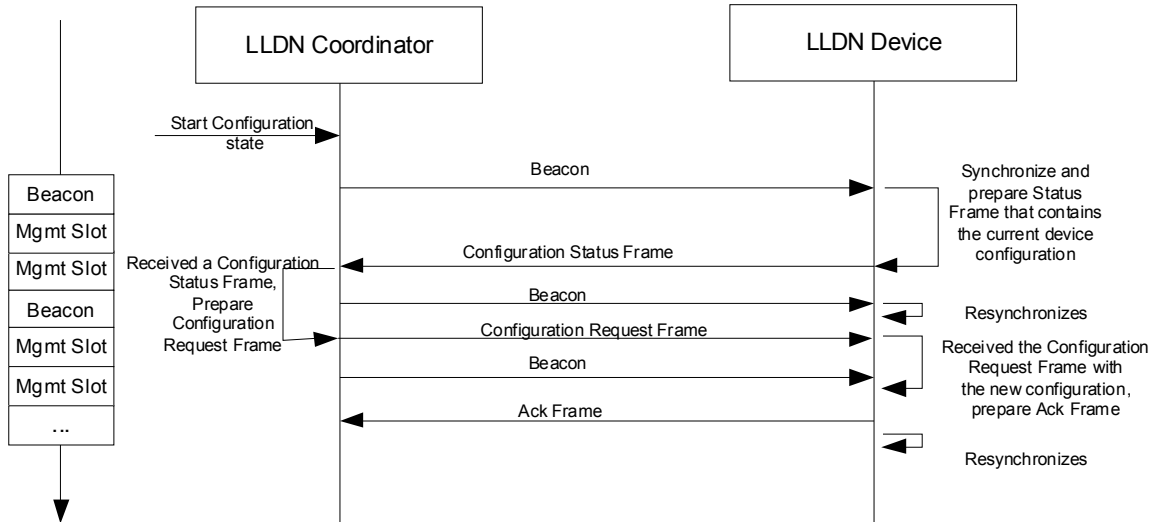 LLDN Coordinator
LLDN Device
Start Configuration
state
Beacon
Synchronize and
prepare Status
Frame that contains
the current device
configuration
Beacon
Mgmt Slot
Mgmt Slot
Beacon
Mgmt Slot
Mgmt Slot
...
Configuration Status Frame
Received a Configuration
Status Frame,
Prepare
Configuration
Request Frame
Beacon
Resynchronizes
Configuration Request Frame
Received the Configuration
Request Frame with
the new configuration,
prepare Ack Frame
Beacon
Ack Frame
Resynchronizes